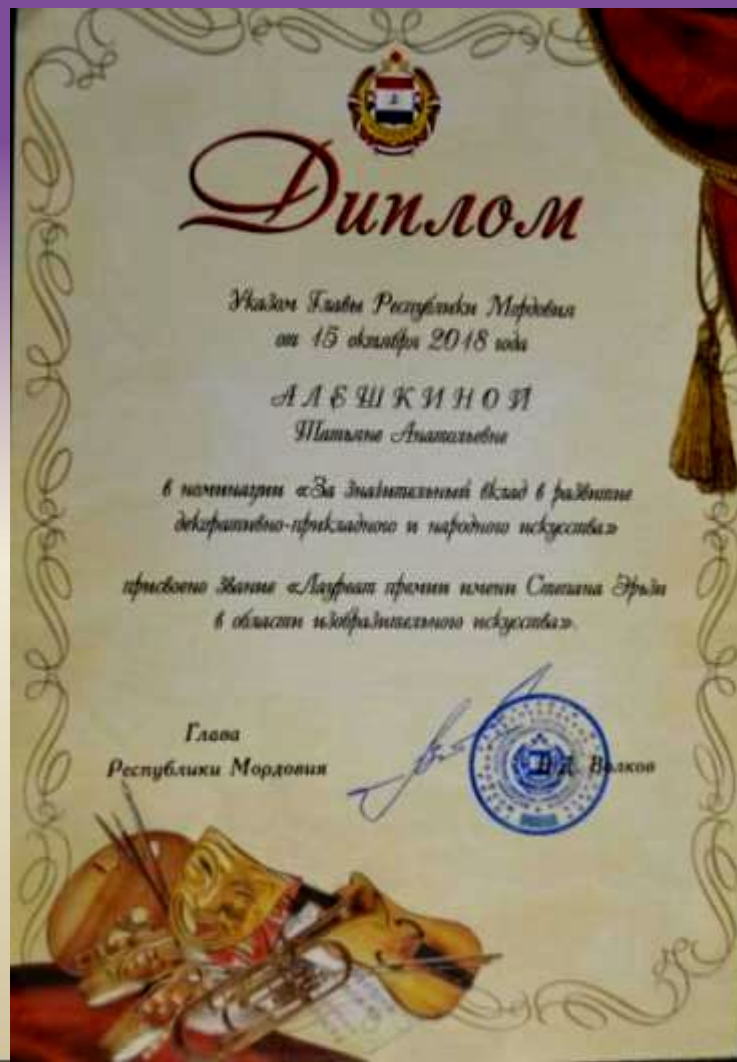 Диплом
Указом Главы Республики Мордовия
от 15 октября 2018 года
АЛЕШКИНОЙ
Татьяне Анатольевне
в номинации «За значительный вклад в развитие
декоративно-прикладного и народного искусства»
присвоено звание «Лауреат премии имени Степана Эрьзи
в области изобразительного искусства».
Глава
Республики Мордовия
Волков